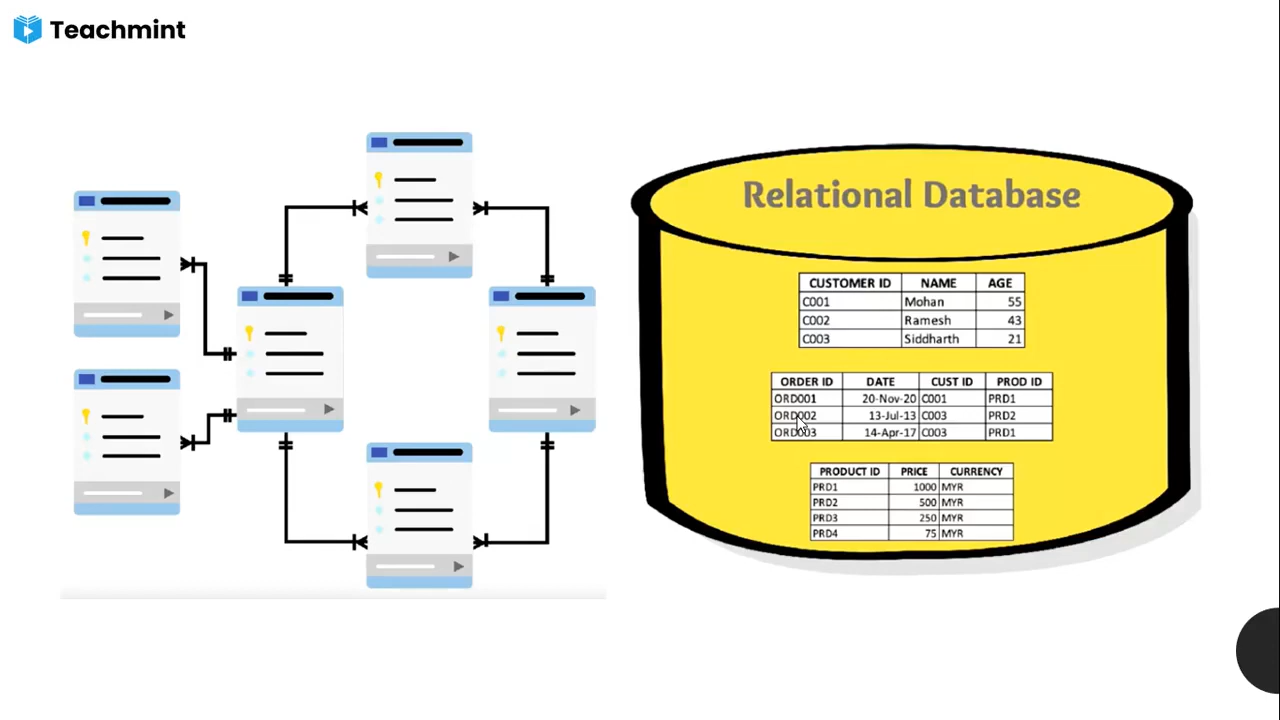 Teachmint
Relational Database
CUSTOMER ID NAME AGE
C001 Mohan 55
C002 Ramesh 43
C003 Siddharth 21
ORDER ID DATE CUST ID PROD ID
ORD001 20-Nov-20 C001 PRD1
ORD002 13-Jul-13 C003 PRD2
ORD003 14-Apr-17 C003 PRD1
PRODUCT ID PRICE CURRENCY
PRD1 1000 MYR
PRD2 500 MYR
PRD3 250 MYR
PRD4 75 MYR